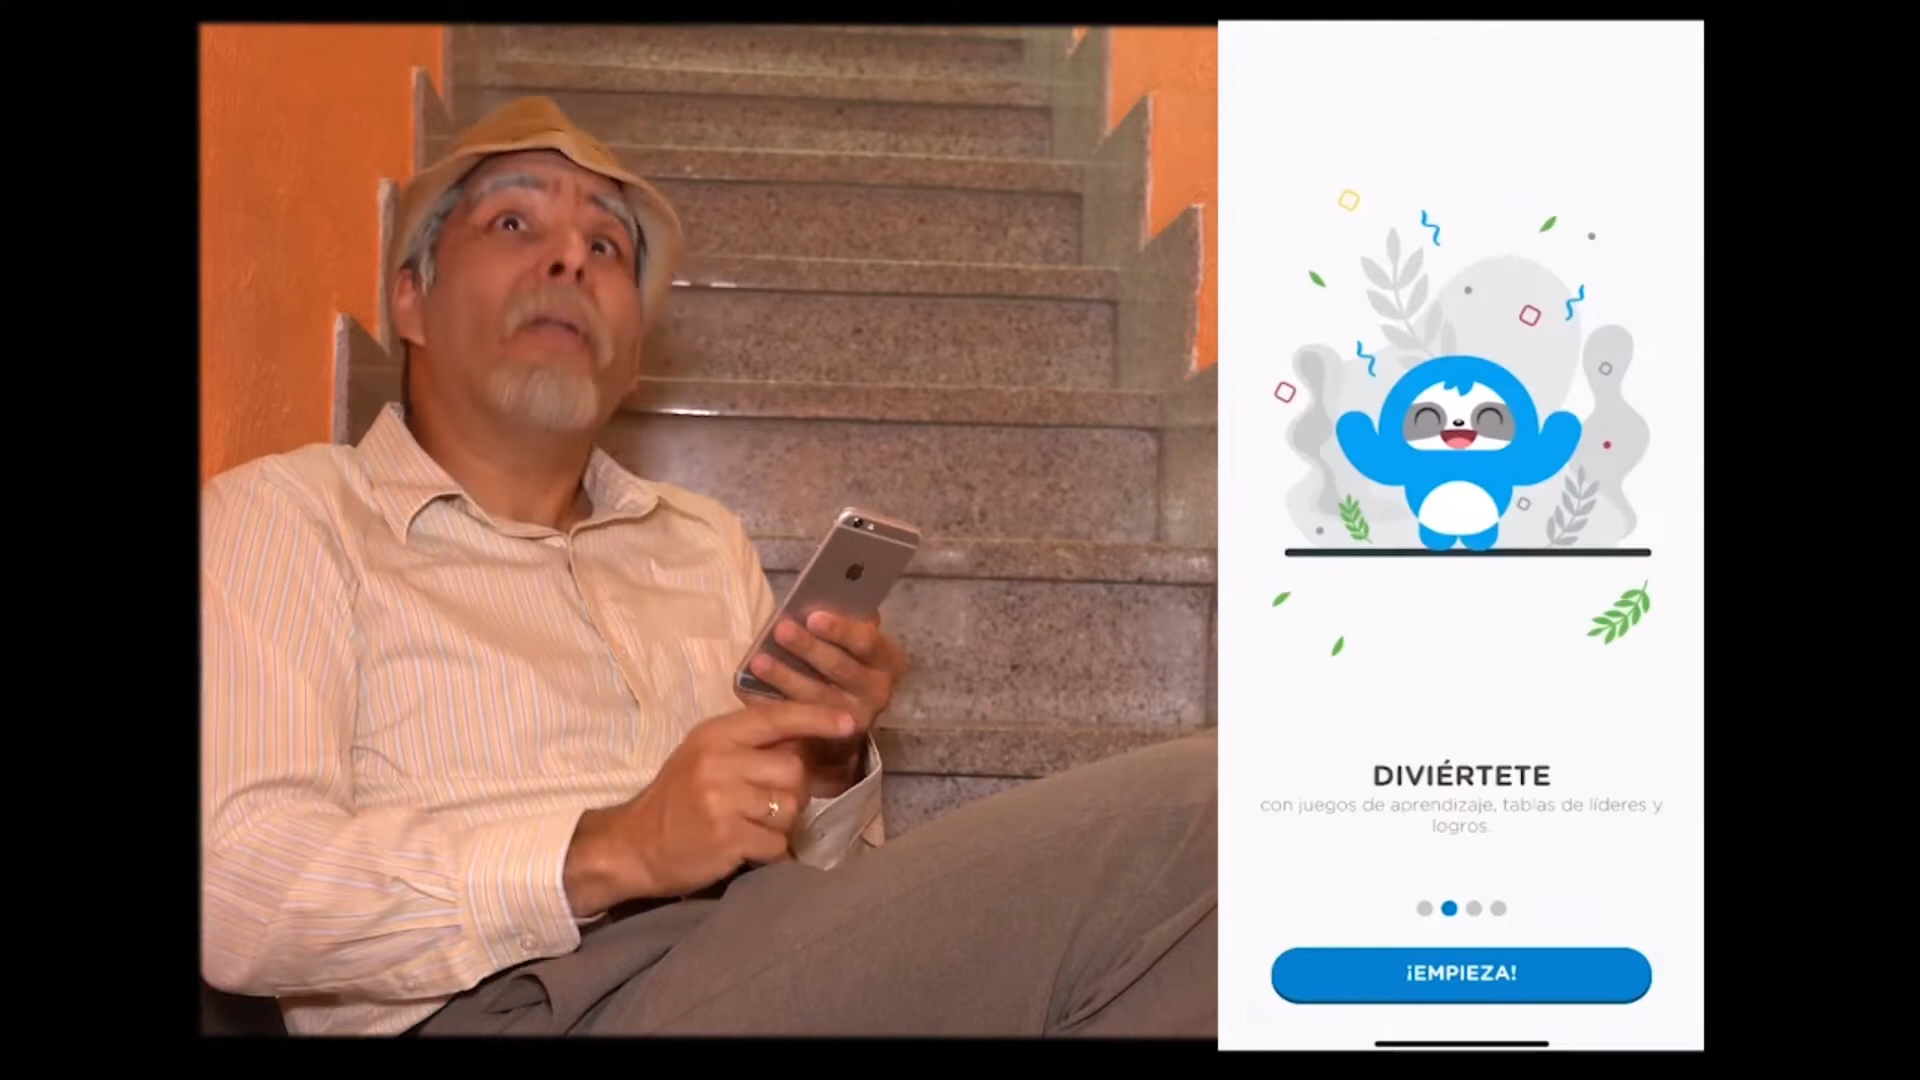 DIVIÉRTETE
con juegos de aprendizaje, tablas de líderes y
logros.
¡EMPIEZA!